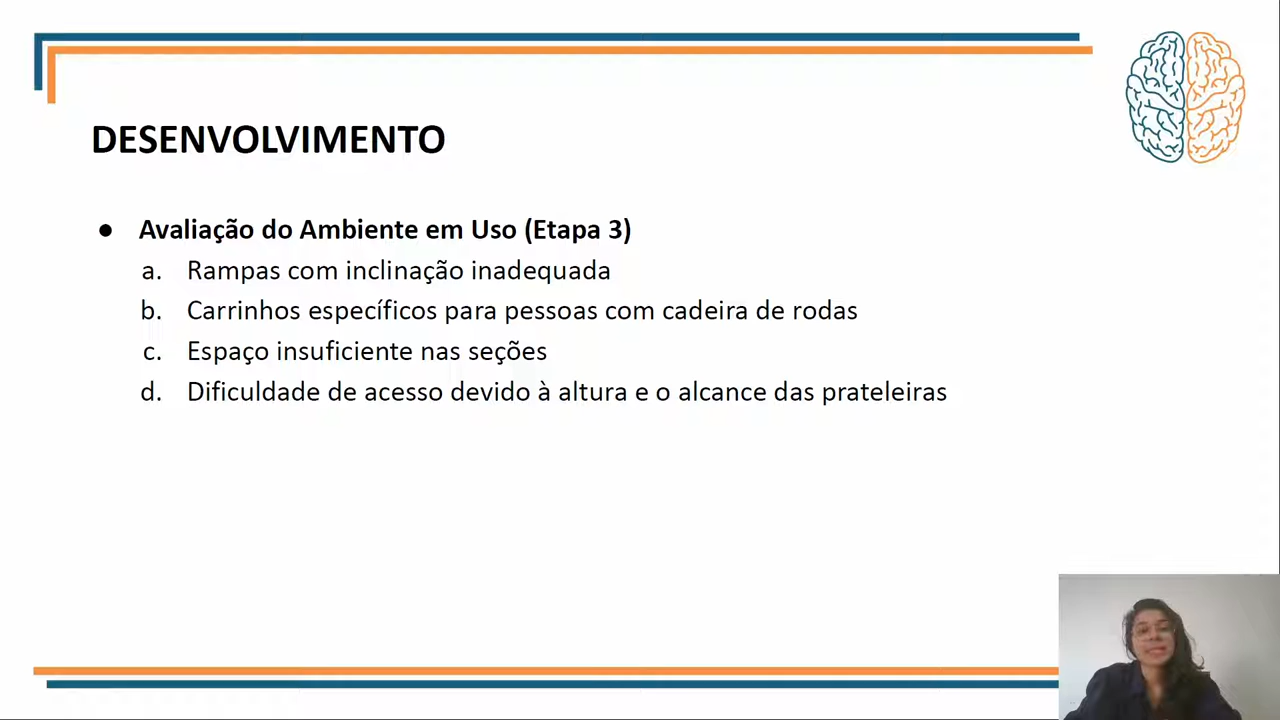 DESENVOLVIMENTO
● Avaliação do Ambiente em Uso (Etapa 3)
a. Rampas com inclinação inadequada
b. Carrinhos específicos para pessoas com cadeira de rodas
c. Espaço insuficiente nas seções
d. Dificuldade de acesso devido à altura e o alcance das prateleiras